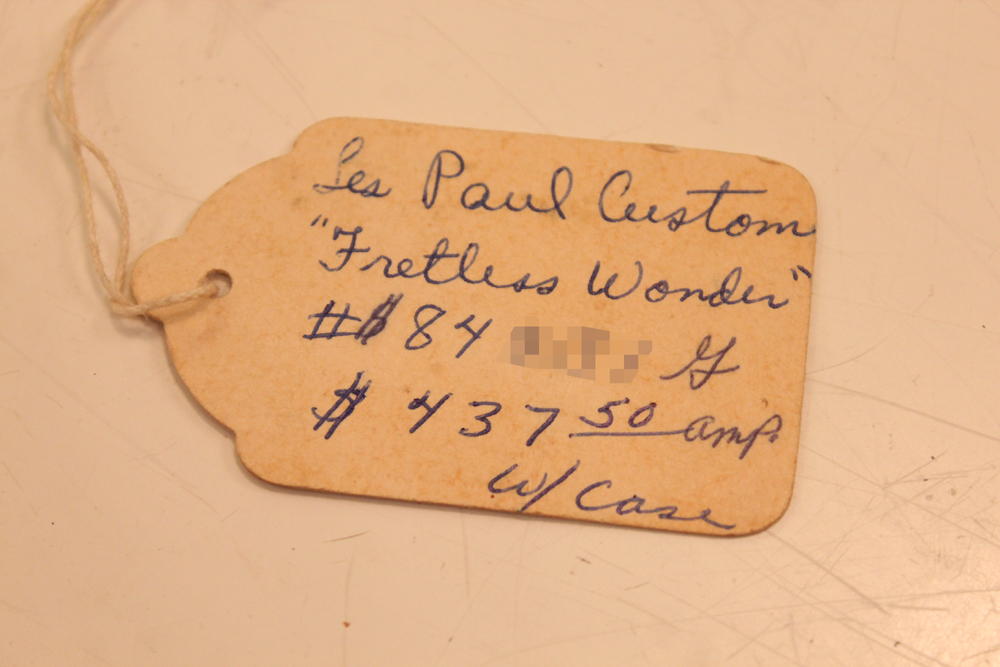 Les Paul Custom
"Fretless Wonder"
#84 G
$ 437 50 amp.
w/ Case